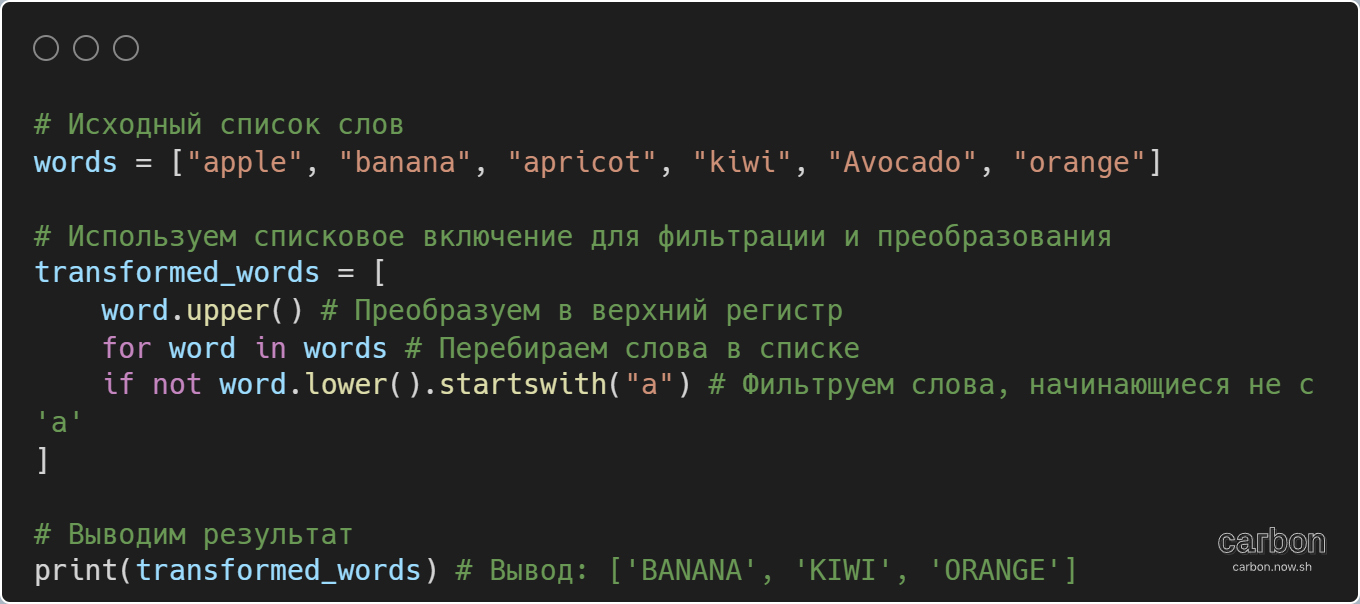 # Исходный список слов
words = ["apple", "banana", "apricot", "kiwi", "Avocado", "orange"]
# Используем списковое включение для фильтрации и преобразования
transformed_words = [
    word.upper() # Преобразуем в верхний регистр
    for word in words # Перебираем слова в списке
    if not word.lower().startswith("a") # Фильтруем слова, начинающиеся не с
'a'
]
# Выводим результат
print(transformed_words) # Вывод: ['BANANA', 'KIWI', 'ORANGE']
carbon
carbon.now.sh